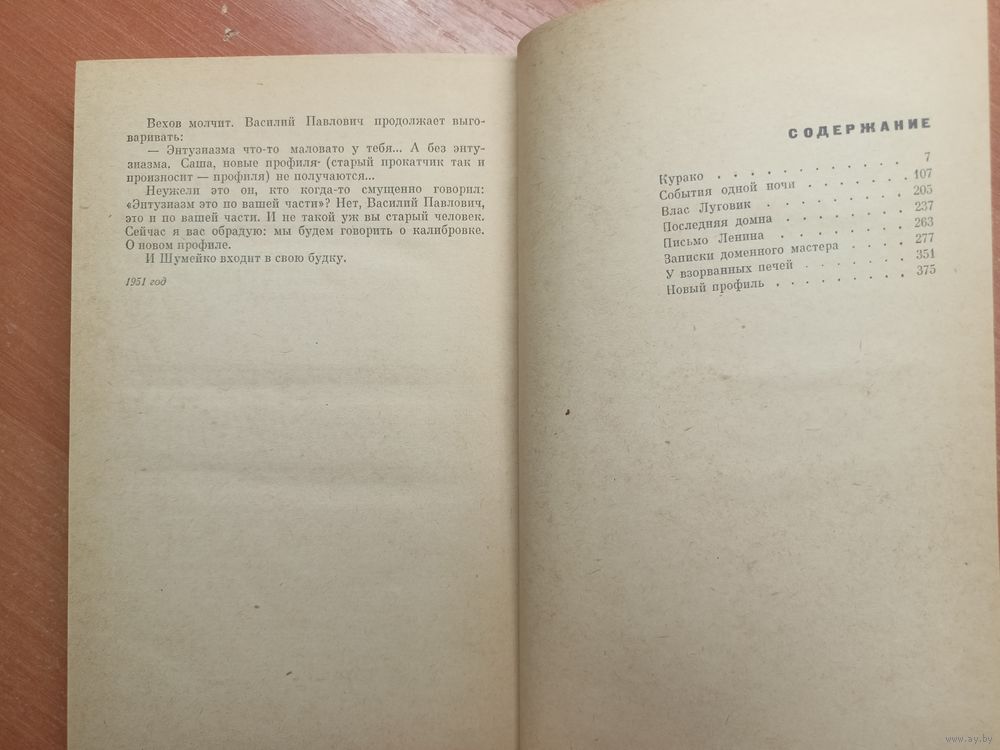 Вехов молчит. Василий Павлович продолжает выго-
варивать:
— Энтузиазма что-то маловато у тебя... А без энту-
зиазма, Саша, новые профиля- (старый прокатчик так и
произносит — профиля) не получаются...
Неужели это он, кто когда-то смущенно говорил:
«Энтузиазм это по вашей части»? Нет, Василий Павлович,
это и по вашей части. И не такой уж вы старый человек.
Сейчас я вас обрадую: мы будем говорить о калибровке.
О новом профиле.
И Шумейко входит в свою будку.
1951 год
СОДЕРЖАНИЕ
Курако . . . . . . . . . . 7
События одной ночи . . . . . . 107
Влас Луговик . . . . . . . . 205
Последняя домна . . . . . . . 237
Письмо Ленина . . . . . . . . 263
Записки доменного мастера . . . . 277
У взорванных печей . . . . . . 351
Новый профиль . . . . . . . . 375
www.ay.by